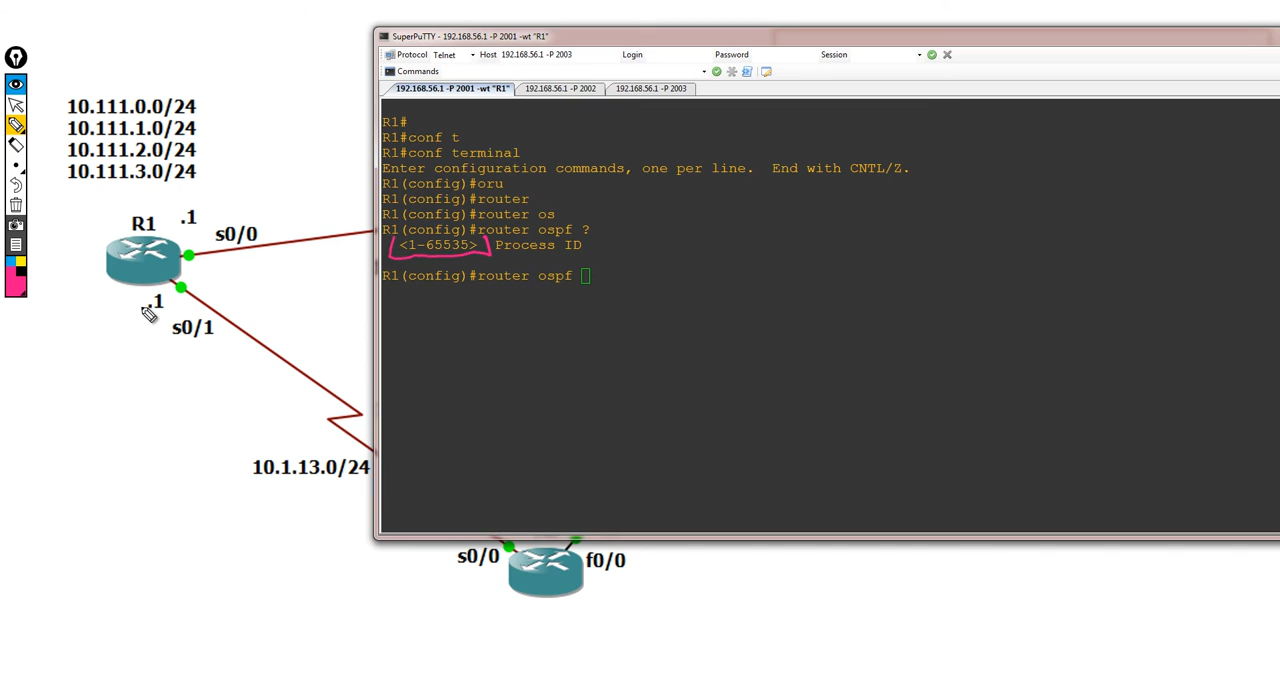 SuperPuTTY - 192.168.56.1 -P 2001 -wt "R1"
Protocol Telnet Host 192.168.56.1 -P 2003 Login Password Session
Commands
192.168.56.1 -P 2001 -wt "R1" 192.168.56.1 -P 2002 192.168.56.1 -P 2003
R1#
R1#conf t
R1#conf terminal
Enter configuration commands, one per line.  End with CNTL/Z.
R1(config)#oru
R1(config)#router
R1(config)#router os
R1(config)#router ospf ?
<1-65535> Process ID
R1(config)#router ospf
10.111.0.0/24
10.111.1.0/24
10.111.2.0/24
10.111.3.0/24
R1 .1
s0/0
.1
s0/1
10.1.13.0/24
s0/0 f0/0